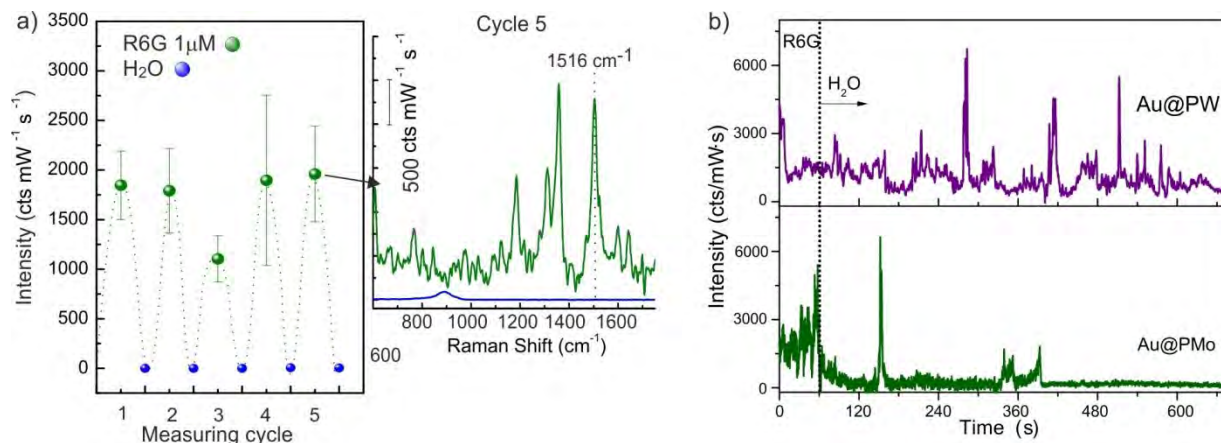 a)
R6G 1μM
H₂O
Intensity (cts mW⁻¹ s⁻¹)
3500
3000
2500
2000
1500
1000
500
0
1 2 3 4 5
Measuring cycle
Cycle 5
1516 cm⁻¹
500 cts mW⁻¹ s⁻¹
600
800 1000 1200 1400 1600
Raman Shift (cm⁻¹)
b)
R6G
H₂O
Au@PW
6000
3000
0
Intensity (cts/mW·s)
Au@PMo
6000
3000
0
0 120 240 360 480 600
Time (s)